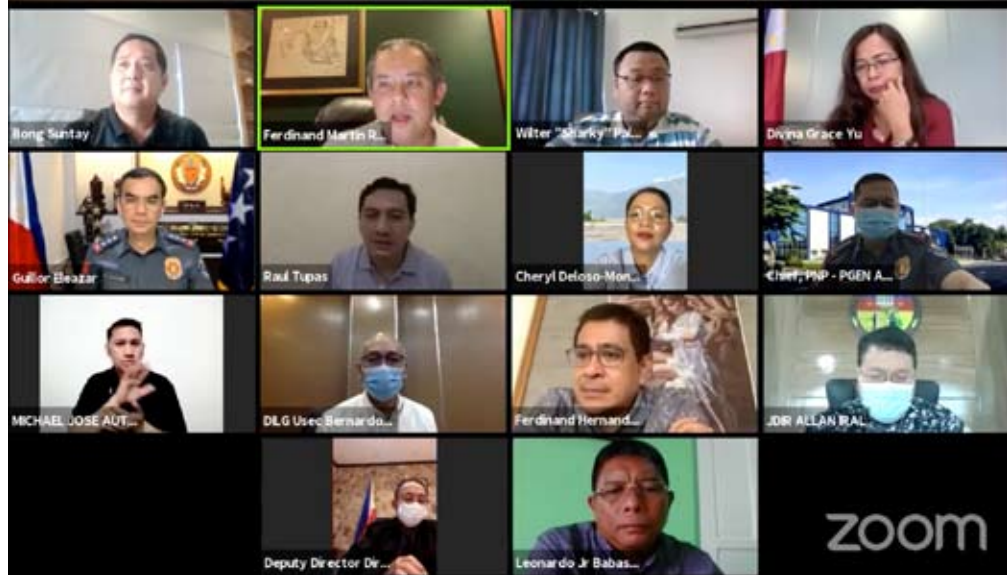 Bong Suntay
Ferdinand Martin R...
Wilter "Sharky" Pal...
Divina Grace Yu
Guillor Eleazar
Raul Tupas
Cheryl Deloso-Mon...
Chief, PNP - PGEN A...
MICHAEL JOSE AUT...
DILG Usec Bernardo...
Ferdinand Hernand...
JDIR ALLAN IRAL
Deputy Director Dir...
Leonardo Jr Babas...
zoom